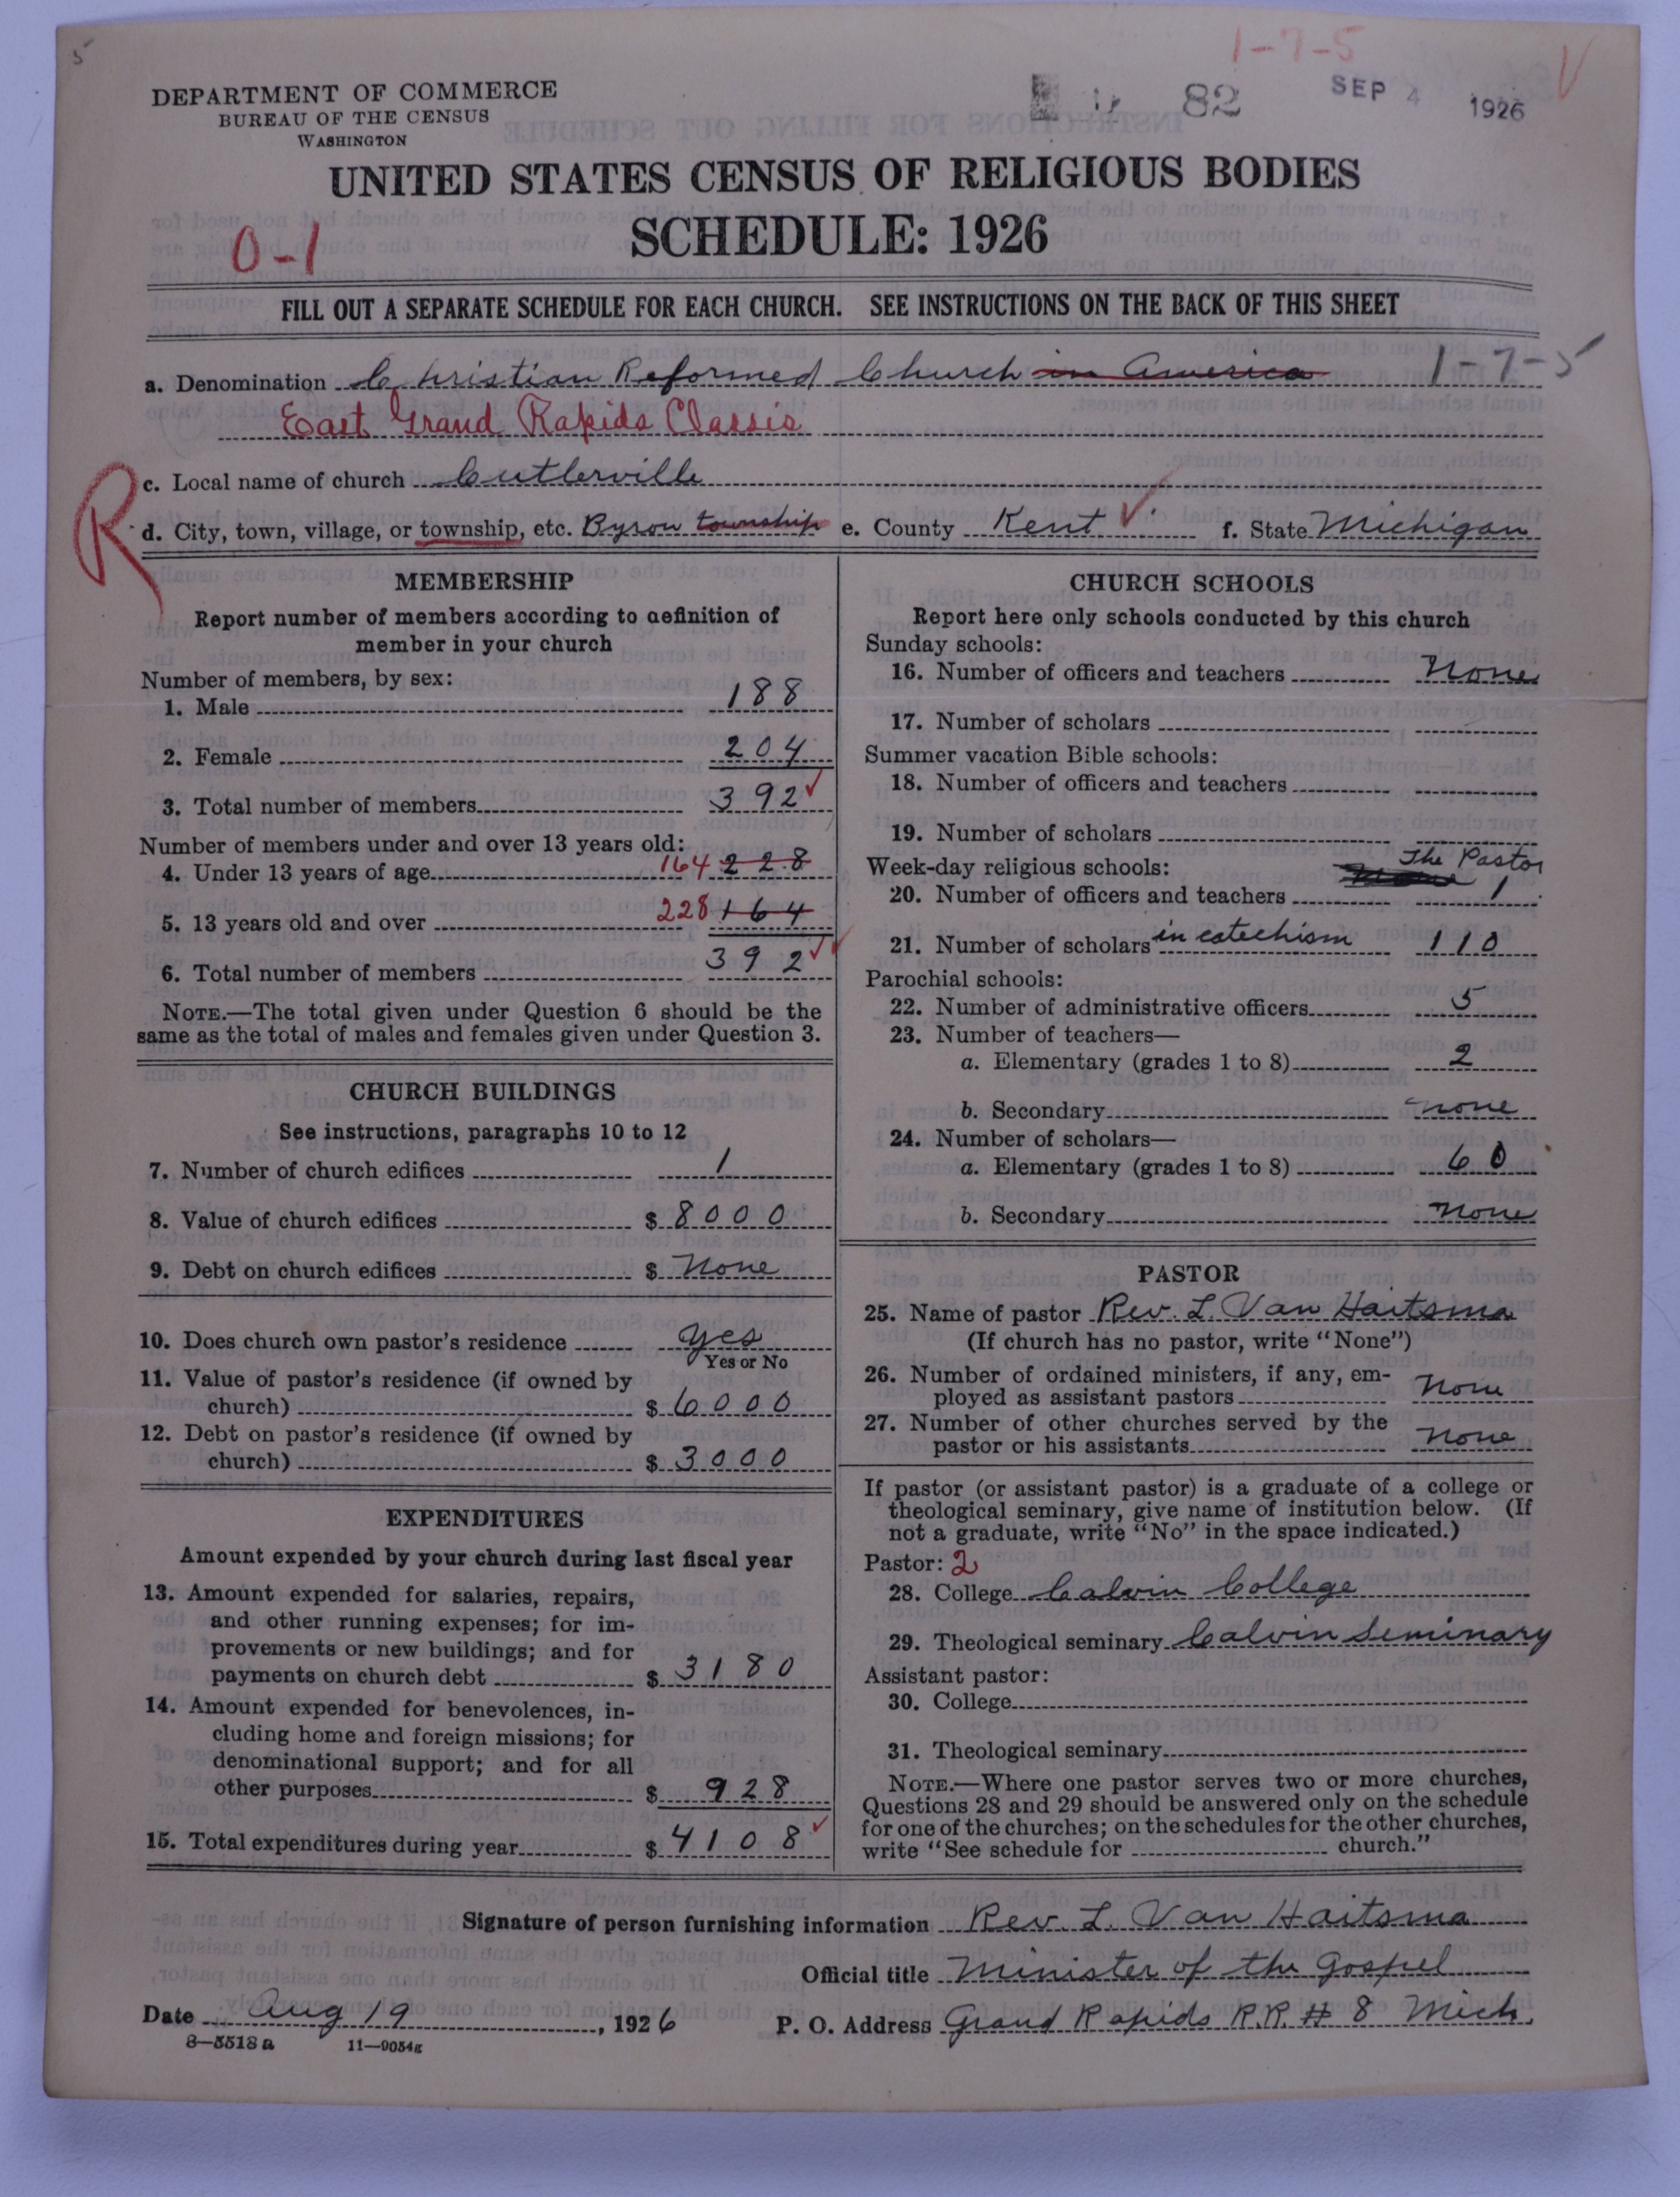 5
1-7-5
V
82 SEP 4 1926
DEPARTMENT OF COMMERCE
BUREAU OF THE CENSUS
WASHINGTON
UNITED STATES CENSUS OF RELIGIOUS BODIES
SCHEDULE: 1926
0-1
FILL OUT A SEPARATE SCHEDULE FOR EACH CHURCH. SEE INSTRUCTIONS ON THE BACK OF THIS SHEET
a. Denomination Christian Reformed Church in America 1-7-5
East Grand Rapids Classis
R
c. Local name of church Cutlerville
d. City, town, village, or township, etc. Byron township e. County Kent f. State Michigan
MEMBERSHIP
Report number of members according to definition of
member in your church
Number of members, by sex:
1. Male 188
2. Female 204
3. Total number of members 392
Number of members under and over 13 years old:
4. Under 13 years of age 164 228
5. 13 years old and over 228 164
6. Total number of members 392
NOTE.—The total given under Question 6 should be the
same as the total of males and females given under Question 3.
CHURCH BUILDINGS
See instructions, paragraphs 10 to 12
7. Number of church edifices 1
8. Value of church edifices $ 8000
9. Debt on church edifices $ None
10. Does church own pastor's residence yes
Yes or No
11. Value of pastor's residence (if owned by
church) $ 6000
12. Debt on pastor's residence (if owned by
church) $ 3000
EXPENDITURES
Amount expended by your church during last fiscal year
13. Amount expended for salaries, repairs,
and other running expenses; for im-
provements or new buildings; and for
payments on church debt $ 3180
14. Amount expended for benevolences, in-
cluding home and foreign missions; for
denominational support; and for all
other purposes $ 928
15. Total expenditures during year $ 4108
CHURCH SCHOOLS
Report here only schools conducted by this church
Sunday schools:
16. Number of officers and teachers None
17. Number of scholars
Summer vacation Bible schools:
18. Number of officers and teachers
19. Number of scholars
Week-day religious schools: The Pastor
20. Number of officers and teachers None 1
21. Number of scholars in catechism 110
Parochial schools:
22. Number of administrative officers 5
23. Number of teachers—
a. Elementary (grades 1 to 8) 2
b. Secondary none
24. Number of scholars—
a. Elementary (grades 1 to 8) 60
b. Secondary None
PASTOR
25. Name of pastor Rev. L. Van Haitsma
(If church has no pastor, write "None")
26. Number of ordained ministers, if any, em-
ployed as assistant pastors None
27. Number of other churches served by the
pastor or his assistants None
If pastor (or assistant pastor) is a graduate of a college or
theological seminary, give name of institution below. (If
not a graduate, write "No" in the space indicated.)
Pastor: 2
28. College Calvin College
29. Theological seminary Calvin Seminary
Assistant pastor:
30. College
31. Theological seminary
NOTE.—Where one pastor serves two or more churches,
Questions 28 and 29 should be answered only on the schedule
for one of the churches; on the schedules for the other churches,
write "See schedule for church."
Signature of person furnishing information Rev. L. Van Haitsma
Official title Minister of the Gospel
Date Aug 19, 1926 P. O. Address Grand Rapids R.R. # 8 Mich.
8—5518 a 11—9054g